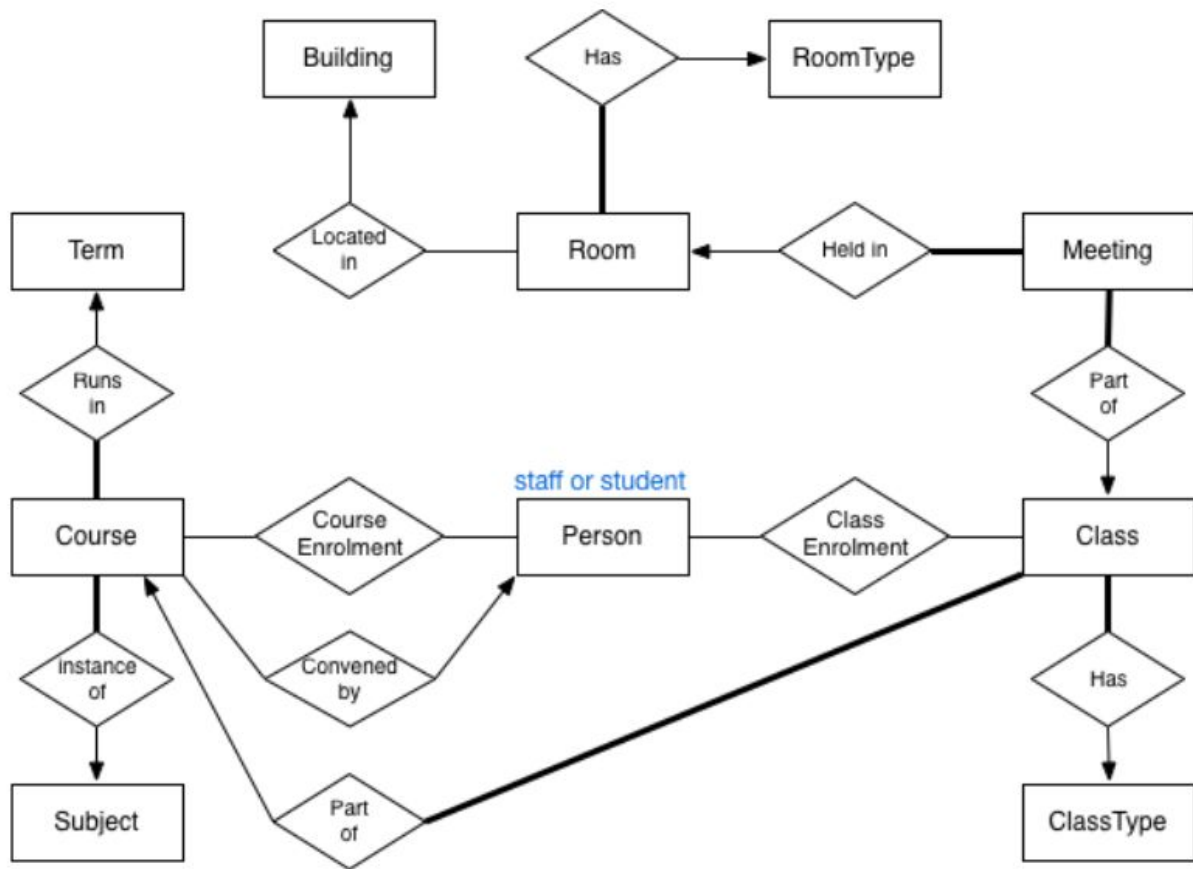 Building
Has
RoomType
Term
Located
in
Room
Held in
Meeting
Runs
in
Part
of
staff or student
Course
Course
Enrolment
Person
Class
Enrolment
Class
instance
of
Convened
by
Has
Subject
Part
of
ClassType